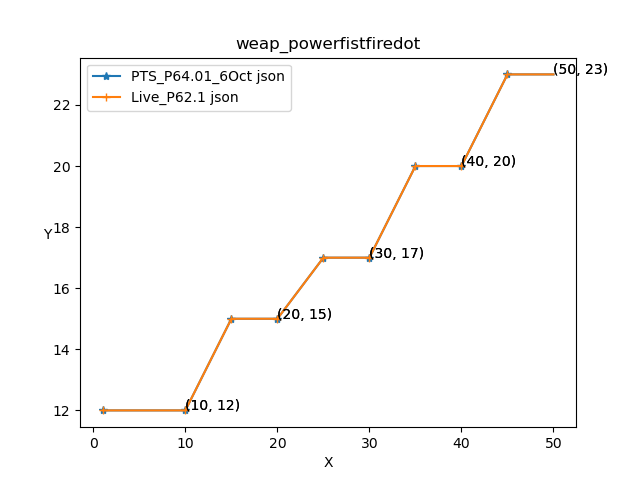 weap_powerfistfiredot
PTS_P64.01_6Oct json
Live_P62.1 json
(50, 23)
(40, 20)
(30, 17)
(20, 15)
(10, 12)
Y
22
20
18
16
14
12
0 10 20 30 40 50
X